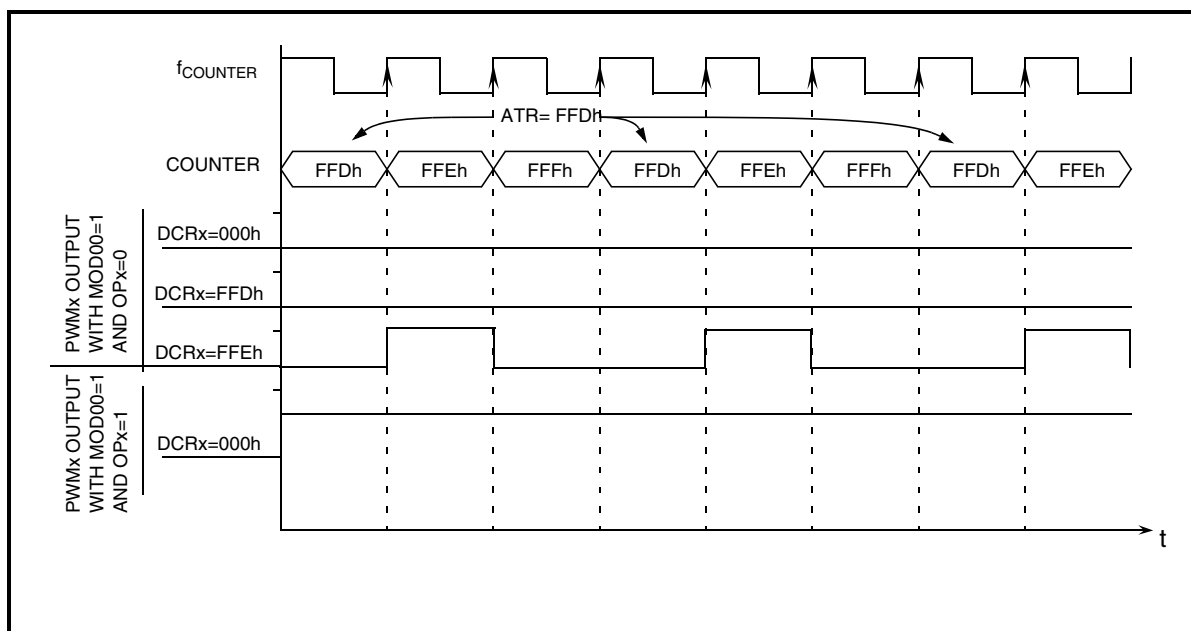 fCOUNTER
ATR= FFDh
COUNTER
FFDh FFEh FFFh FFDh FFEh FFFh FFDh FFEh
PWMx OUTPUT
WITH MOD00=1
AND OPx=0
DCRx=000h
DCRx=FFDh
DCRx=FFEh
PWMx OUTPUT
WITH MOD00=1
AND OPx=1
DCRx=000h
t